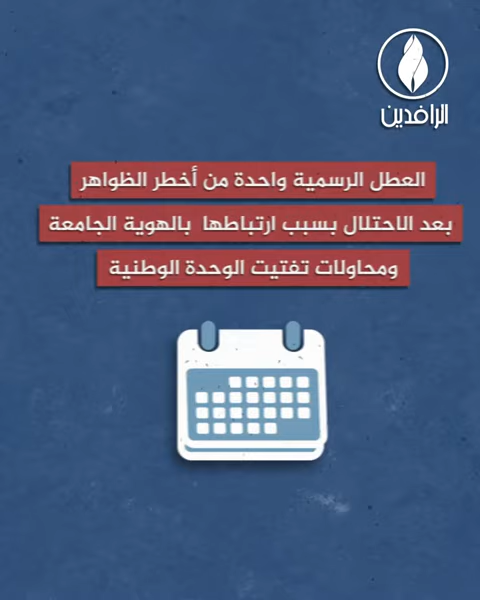 الرافدين
العطل الرسمية واحدة من أخطر الظواهر
بعد الاحتلال بسبب ارتباطها بالهوية الجامعة
ومحاولات تفتيت الوحدة الوطنية